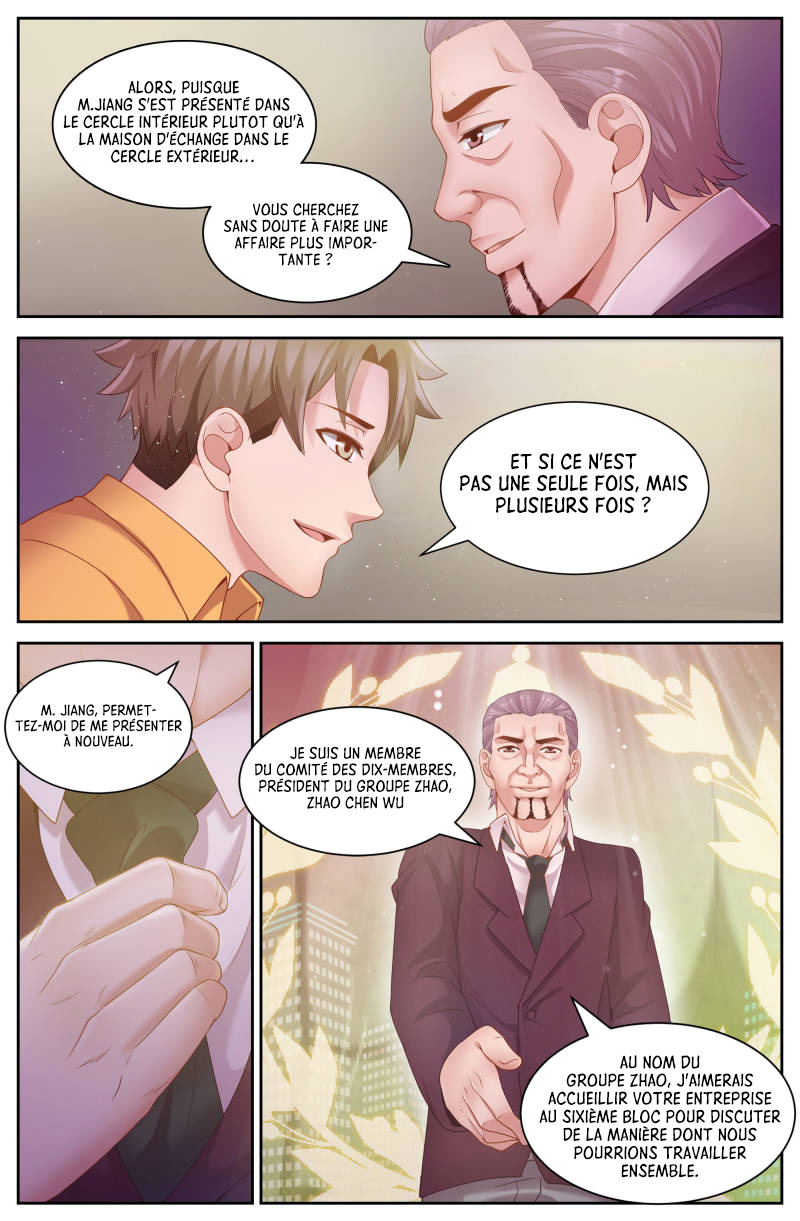 ALORS, PUISQUE
M.JIANG S'EST PRÉSENTÉ DANS
LE CERCLE INTÉRIEUR PLUTOT QU'À
LA MAISON D'ÉCHANGE DANS LE
CERCLE EXTÉRIEUR...
VOUS CHERCHEZ
SANS DOUTE À FAIRE UNE
AFFAIRE PLUS IMPOR-
TANTE ?
ET SI CE N'EST
PAS UNE SEULE FOIS, MAIS
PLUSIEURS FOIS ?
M. JIANG, PERMET-
TEZ-MOI DE ME PRÉSENTER
À NOUVEAU.
JE SUIS UN MEMBRE
DU COMITÉ DES DIX-MEMBRES,
PRÉSIDENT DU GROUPE ZHAO,
ZHAO CHEN WU
AU NOM DU
GROUPE ZHAO, J'AIMERAIS
ACCUEILLIR VOTRE ENTREPRISE
AU SIXIÈME BLOC POUR DISCUTER
DE LA MANIÈRE DONT NOUS
POURRIONS TRAVAILLER
ENSEMBLE.